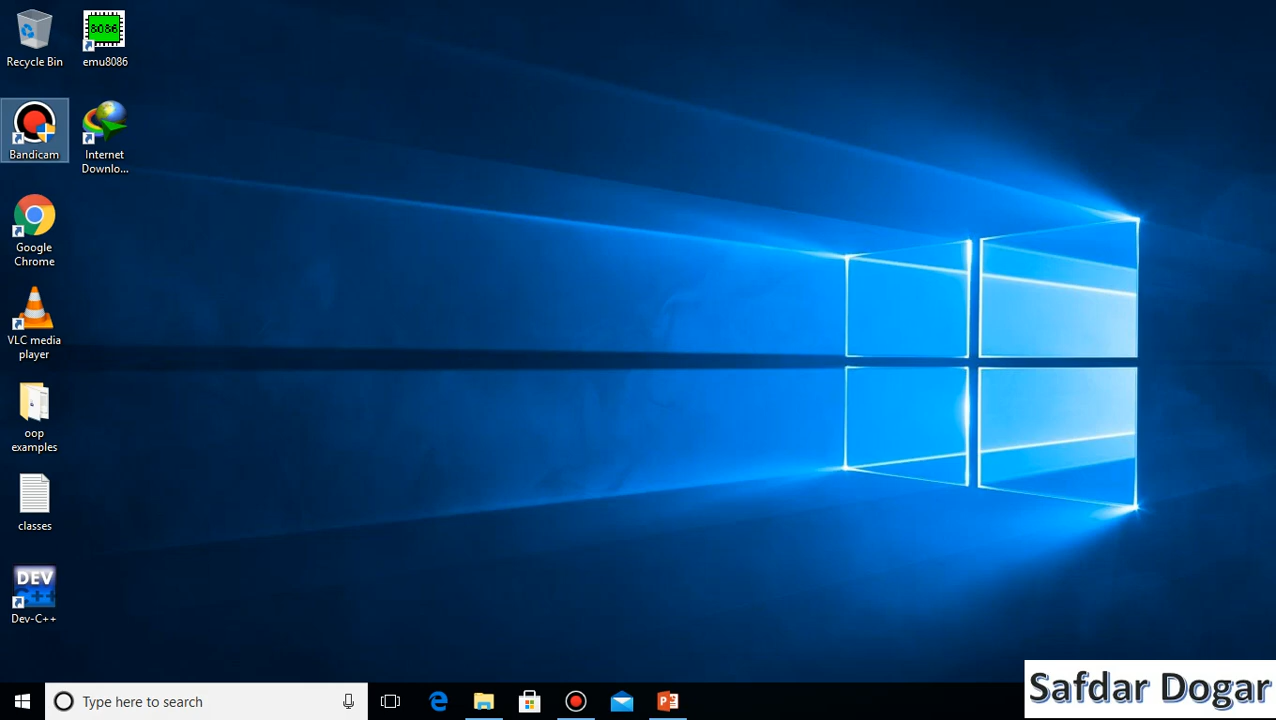 Recycle Bin
8086
emu8086
Bandicam
Internet
Downlo...
Google
Chrome
VLC media
player
oop
examples
classes
DEV
C++
Dev-C++
Type here to search
Safdar Dogar